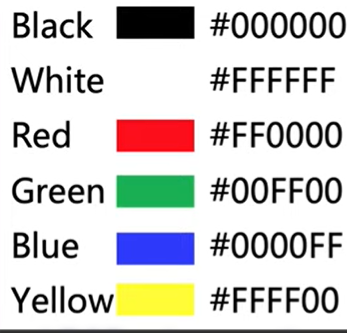 Black #000000
White #FFFFFF
Red #FF0000
Green #00FF00
Blue #0000FF
Yellow #FFFF00